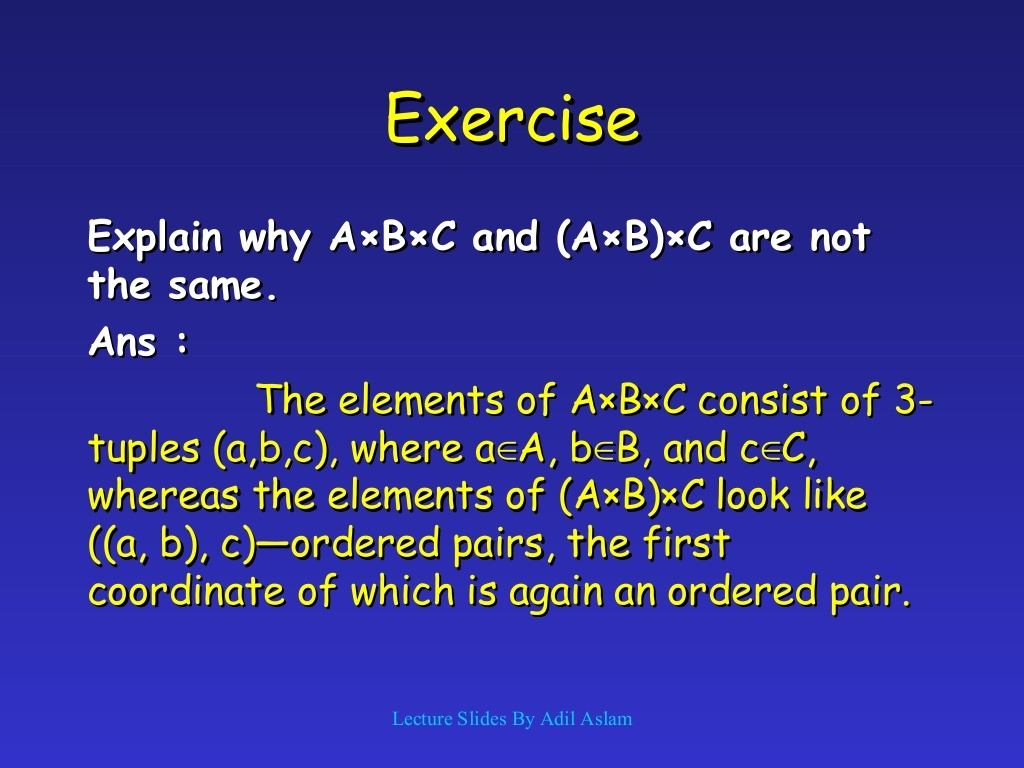 Exercise
Explain why A×B×C and (A×B)×C are not
the same.
Ans :
The elements of A×B×C consist of 3-
tuples (a,b,c), where a∈A, b∈B, and c∈C,
whereas the elements of (A×B)×C look like
((a, b), c)—ordered pairs, the first
coordinate of which is again an ordered pair.
Lecture Slides By Adil Aslam